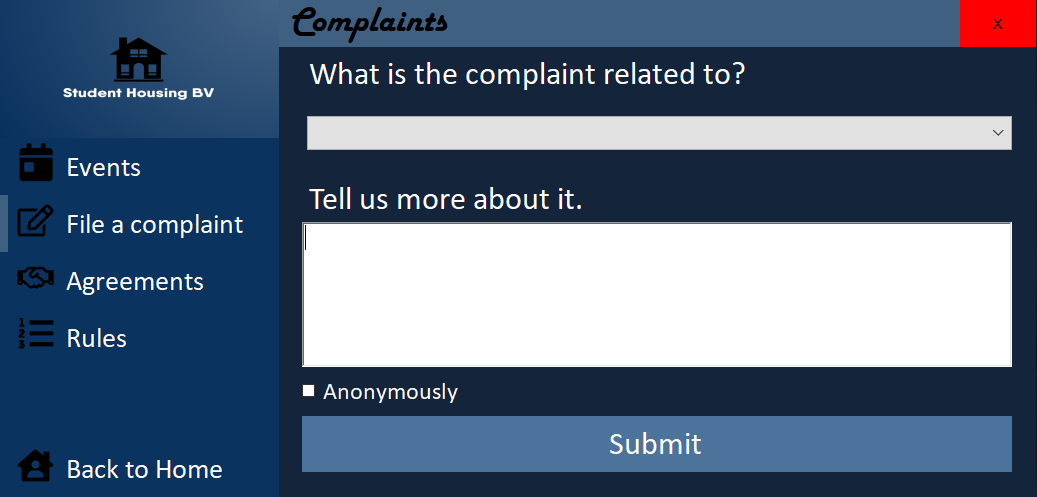 Student Housing BV
Events
File a complaint
Agreements
Rules
Back to Home
Complaints
x
What is the complaint related to?
Tell us more about it.
Anonymously
Submit